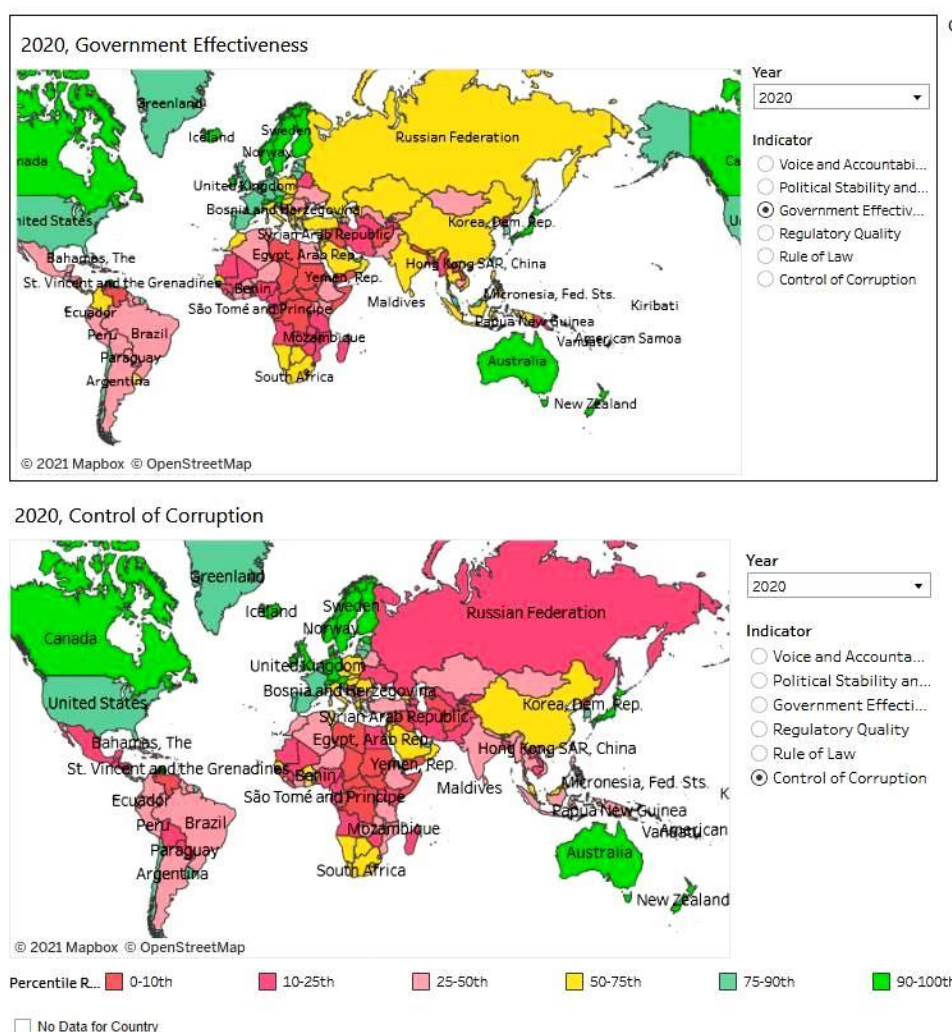 2020, Government Effectiveness
Greenland
Iceland
Sweden
Norway
Russian Federation
nada
Ca
United Kingdom
nited States
Bosnia and Herzegovina
Korea, Dem. Rep.
Syrian Arab Republic
Bahamas, The
Egypt, Arab Rep.
Hong Kong SAR, China
St. Vincent and the Grenadines
Benin
Yemen, Rep.
Maldives
Micronesia, Fed. Sts.
Kiribati
Ecuador
São Tomé and Principe
Papua New Guinea
Peru
Brazil
Mozambique
Vanuatu
American Samoa
Paraguay
Australia
Argentina
South Africa
New Zealand
© 2021 Mapbox © OpenStreetMap
Year
2020
Indicator
Voice and Accountabi...
Political Stability and...
Government Effectiv...
Regulatory Quality
Rule of Law
Control of Corruption
2020, Control of Corruption
Greenland
Iceland
Sweden
Norway
Russian Federation
Canada
United Kingdom
Bosnia and Herzegovina
United States
Korea, Dem. Rep.
Syrian Arab Republic
Bahamas, The
Egypt, Arab Rep.
Hong Kong SAR, China
St. Vincent and the Grenadines
Benin
Yemen, Rep.
Maldives
Micronesia, Fed. Sts.
K
Ecuador
São Tomé and Principe
Papua New Guinea
Peru
Brazil
Mozambique
American
Paraguay
Australia
Argentina
South Africa
New Zealand
© 2021 Mapbox © OpenStreetMap
Year
2020
Indicator
Voice and Accounta...
Political Stability an...
Government Effecti...
Regulatory Quality
Rule of Law
Control of Corruption
Percentile R...
0-10th
10-25th
25-50th
50-75th
75-90th
90-100th
No Data for Country